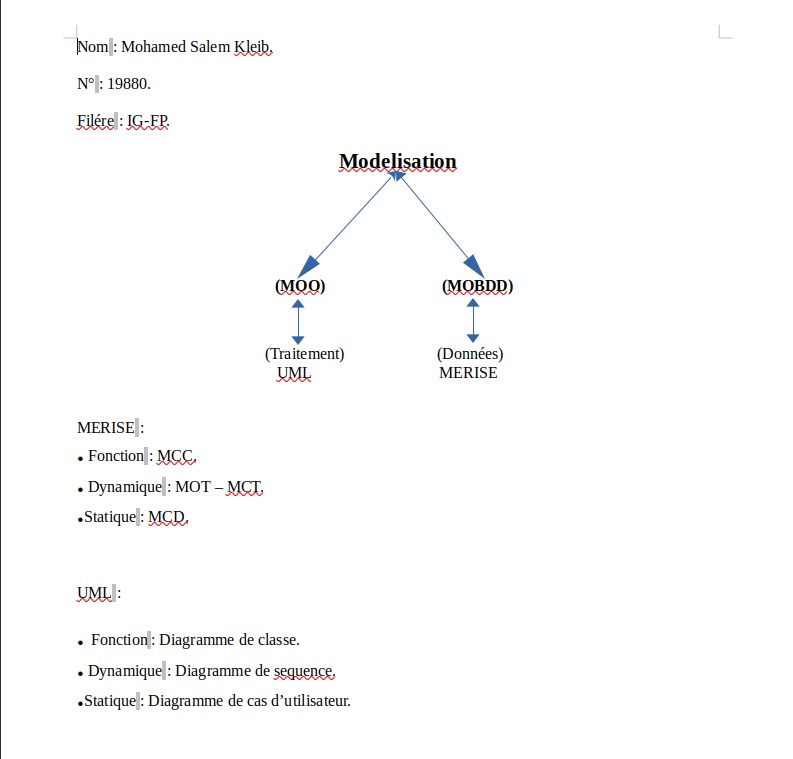 Nom : Mohamed Salem Kleib.
N° : 19880.
Filére : IG-FP.
Modelisation
(MOO) (MOBDD)
(Traitement) (Données)
UML MERISE
MERISE :
• Fonction : MCC.
• Dynamique : MOT – MCT.
•Statique : MCD.
UML :
• Fonction : Diagramme de classe.
• Dynamique : Diagramme de sequence.
•Statique : Diagramme de cas d’utilisateur.